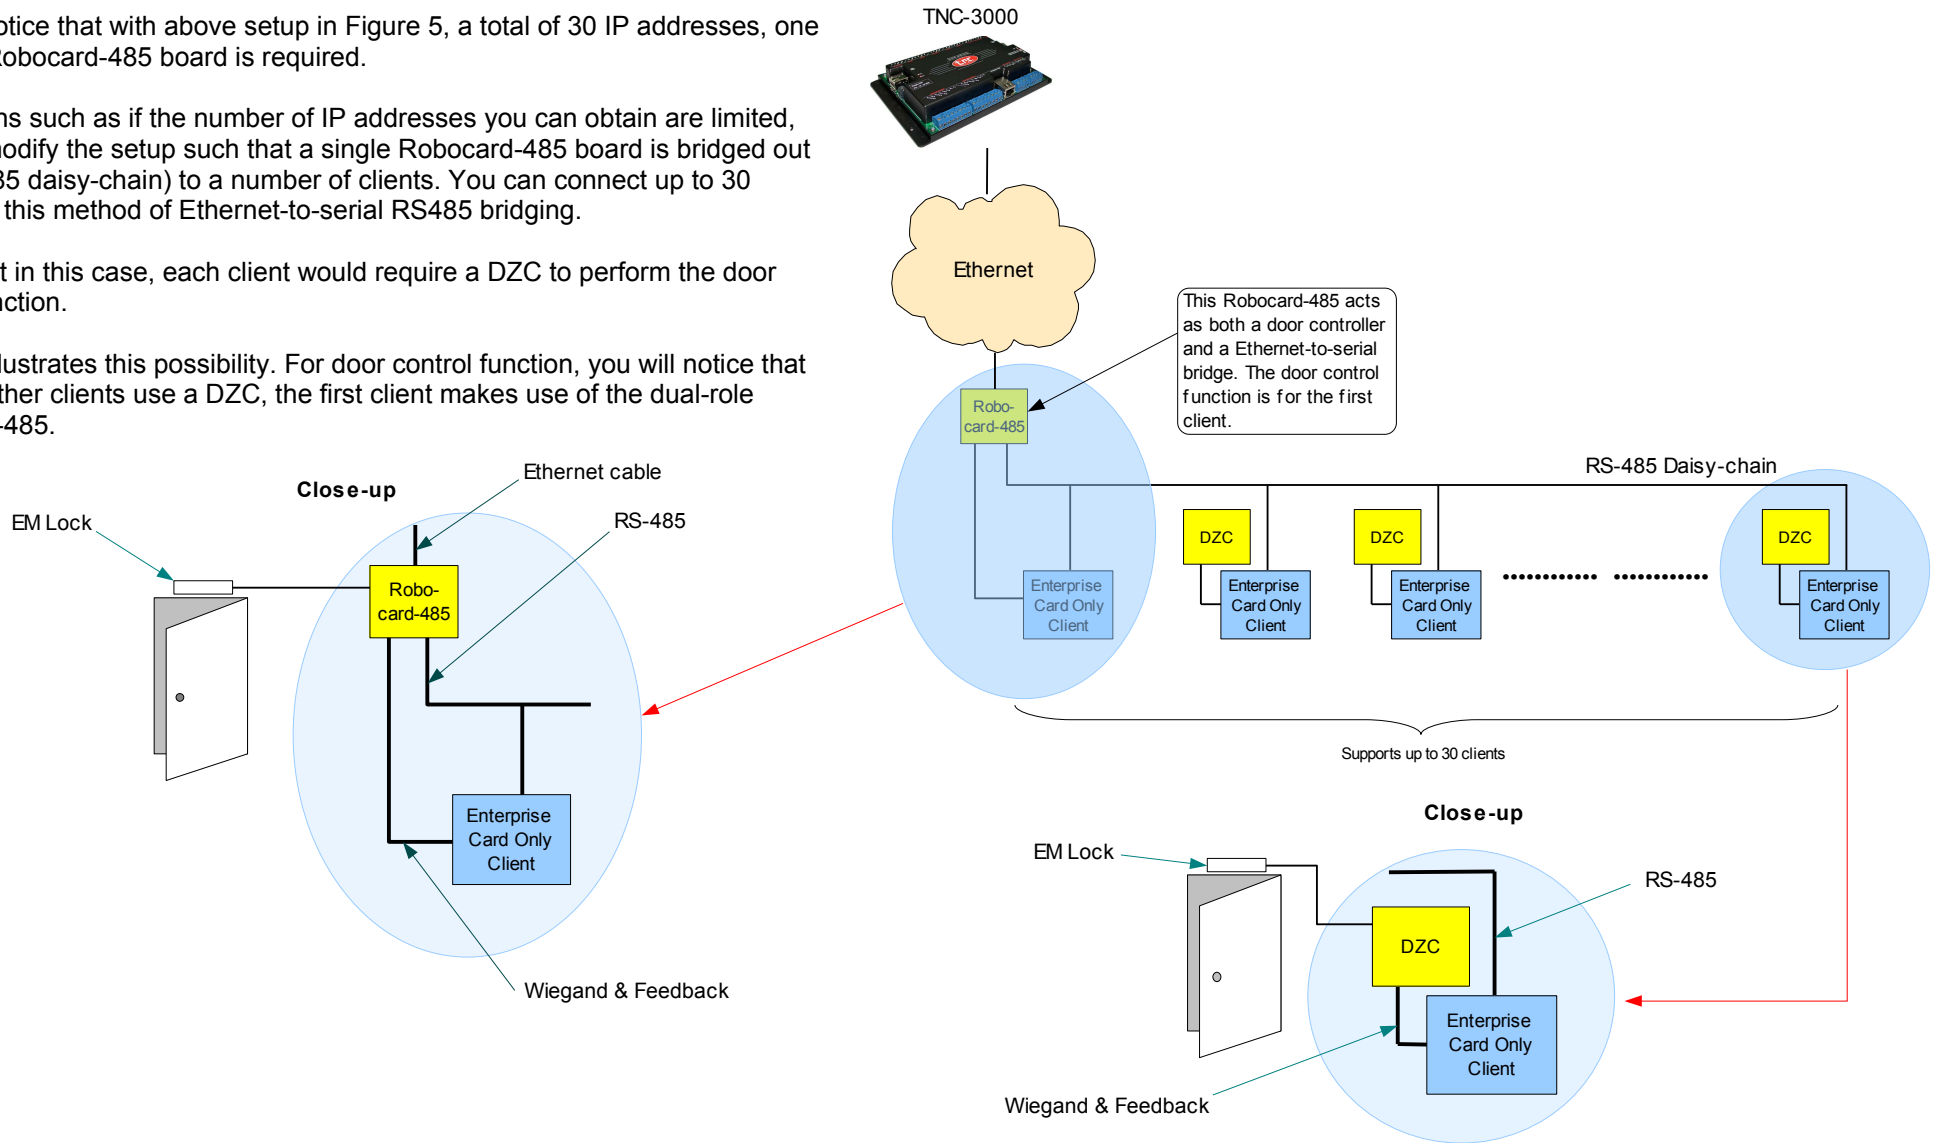 otice that with above setup in Figure 5, a total of 30 IP addresses, one
obocard-485 board is required.
ns such as if the number of IP addresses you can obtain are limited,
odify the setup such that a single Robocard-485 board is bridged out
85 daisy-chain) to a number of clients. You can connect up to 30
this method of Ethernet-to-serial RS485 bridging.
t in this case, each client would require a DZC to perform the door
nction.
lustrates this possibility. For door control function, you will notice that
ther clients use a DZC, the first client makes use of the dual-role
-485.
TNC-3000
Ethernet
This Robocard-485 acts
as both a door controller
and a Ethernet-to-serial
bridge. The door control
function is for the first
client.
Robo-
card-485
RS-485 Daisy-chain
DZC
DZC
DZC
Enterprise
Card Only
Client
Enterprise
Card Only
Client
Enterprise
Card Only
Client
Enterprise
Card Only
Client
Supports up to 30 clients
Close-up
Ethernet cable
EM Lock
RS-485
Robo-
card-485
Enterprise
Card Only
Client
Wiegand & Feedback
Close-up
EM Lock
RS-485
DZC
Enterprise
Card Only
Client
Wiegand & Feedback